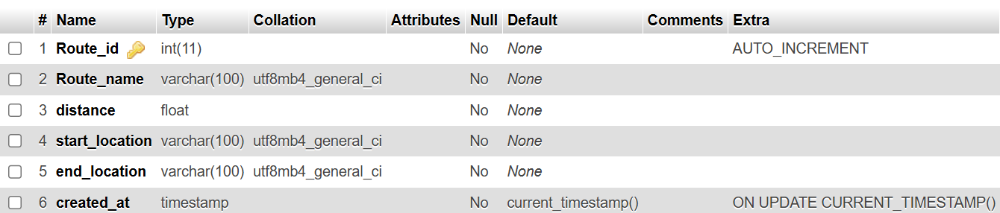 # Name Type Collation Attributes Null Default Comments Extra
1 Route_id int(11) No None AUTO_INCREMENT
2 Route_name varchar(100) utf8mb4_general_ci No None
3 distance float No None
4 start_location varchar(100) utf8mb4_general_ci No None
5 end_location varchar(100) utf8mb4_general_ci No None
6 created_at timestamp No current_timestamp() ON UPDATE CURRENT_TIMESTAMP()